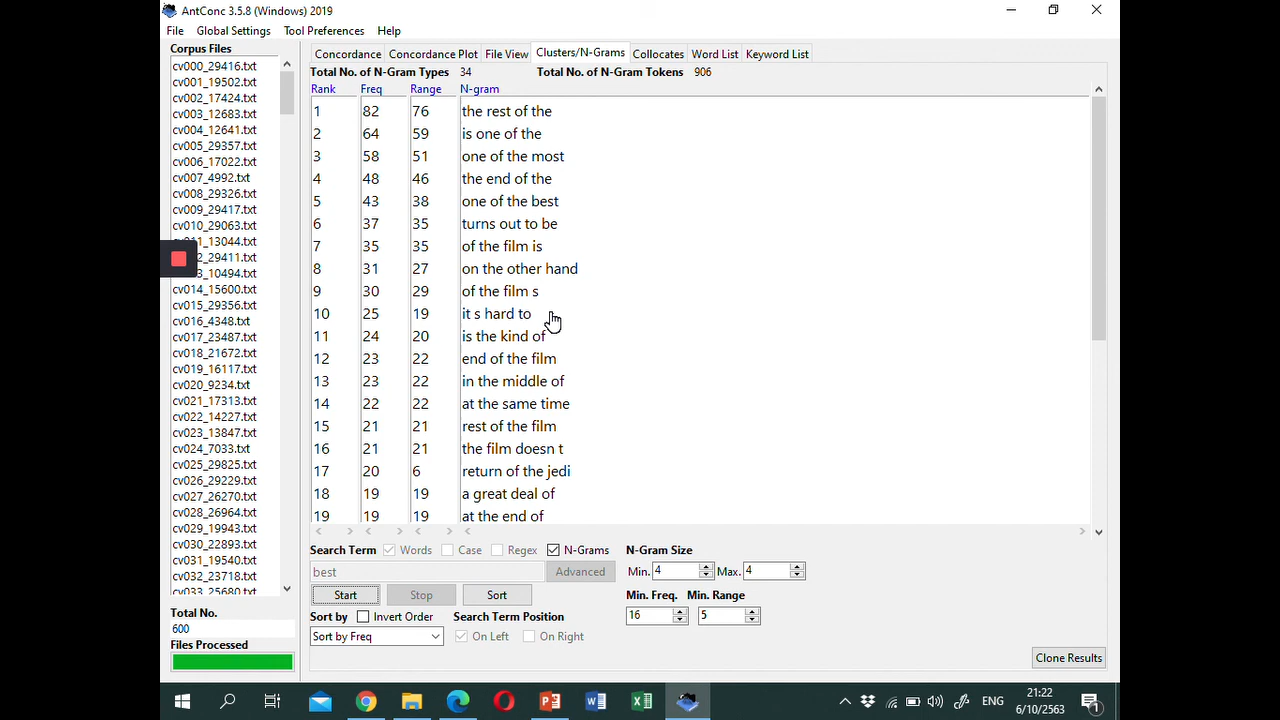 AntConc 3.5.8 (Windows) 2019
File Global Settings Tool Preferences Help
Corpus Files
cv000_29416.txt
cv001_19502.txt
cv002_17424.txt
cv003_12683.txt
cv004_12641.txt
cv005_29357.txt
cv006_17022.txt
cv007_4992.txt
cv008_29326.txt
cv009_29417.txt
cv010_29063.txt
11_13044.txt
2_29411.txt
3_10494.txt
cv014_15600.txt
cv015_29356.txt
cv016_4348.txt
cv017_23487.txt
cv018_21672.txt
cv019_16117.txt
cv020_9234.txt
cv021_17313.txt
cv022_14227.txt
cv023_13847.txt
cv024_7033.txt
cv025_29825.txt
cv026_29229.txt
cv027_26270.txt
cv028_26964.txt
cv029_19943.txt
cv030_22893.txt
cv031_19540.txt
cv032_23718.txt
cv033_25680.txt
Total No.
600
Files Processed
Concordance Concordance Plot File View Clusters/N-Grams Collocates Word List Keyword List
Total No. of N-Gram Types 34 Total No. of N-Gram Tokens 906
Rank Freq Range N-gram
1 82 76 the rest of the
2 64 59 is one of the
3 58 51 one of the most
4 48 46 the end of the
5 43 38 one of the best
6 37 35 turns out to be
7 35 35 of the film is
8 31 27 on the other hand
9 30 29 of the film s
10 25 19 it s hard to
11 24 20 is the kind of
12 23 22 end of the film
13 23 22 in the middle of
14 22 22 at the same time
15 21 21 rest of the film
16 21 21 the film doesn t
17 20 6 return of the jedi
18 19 19 a great deal of
19 19 19 at the end of
Search Term Words Case Regex N-Grams N-Gram Size
best Advanced Min. 4 Max. 4
Start Stop Sort Min. Freq. Min. Range
Sort by Invert Order Search Term Position 16 5
Sort by Freq On Left On Right
Clone Results
ENG 21:22
6/10/2563
1